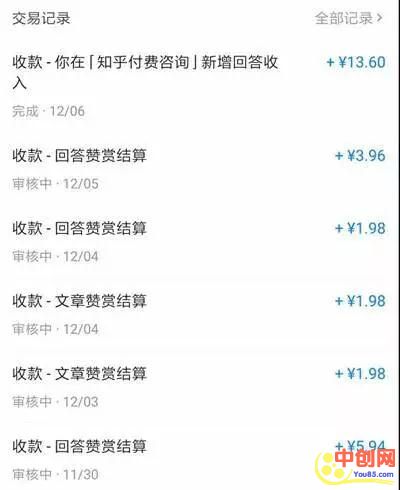 交易记录 全部记录 >
收款 - 你在「知乎付费咨询」新增回答收 + ¥13.60
入
完成 · 12/06
收款 - 回答赞赏结算 + ¥3.96
审核中 · 12/05
收款 - 回答赞赏结算 + ¥1.98
审核中 · 12/04
收款 - 文章赞赏结算 + ¥1.98
审核中 · 12/04
收款 - 文章赞赏结算 + ¥1.98
审核中 · 12/03
收款 - 回答赞赏结算 + ¥5.94
审核中 · 11/30
中创网
You85.com